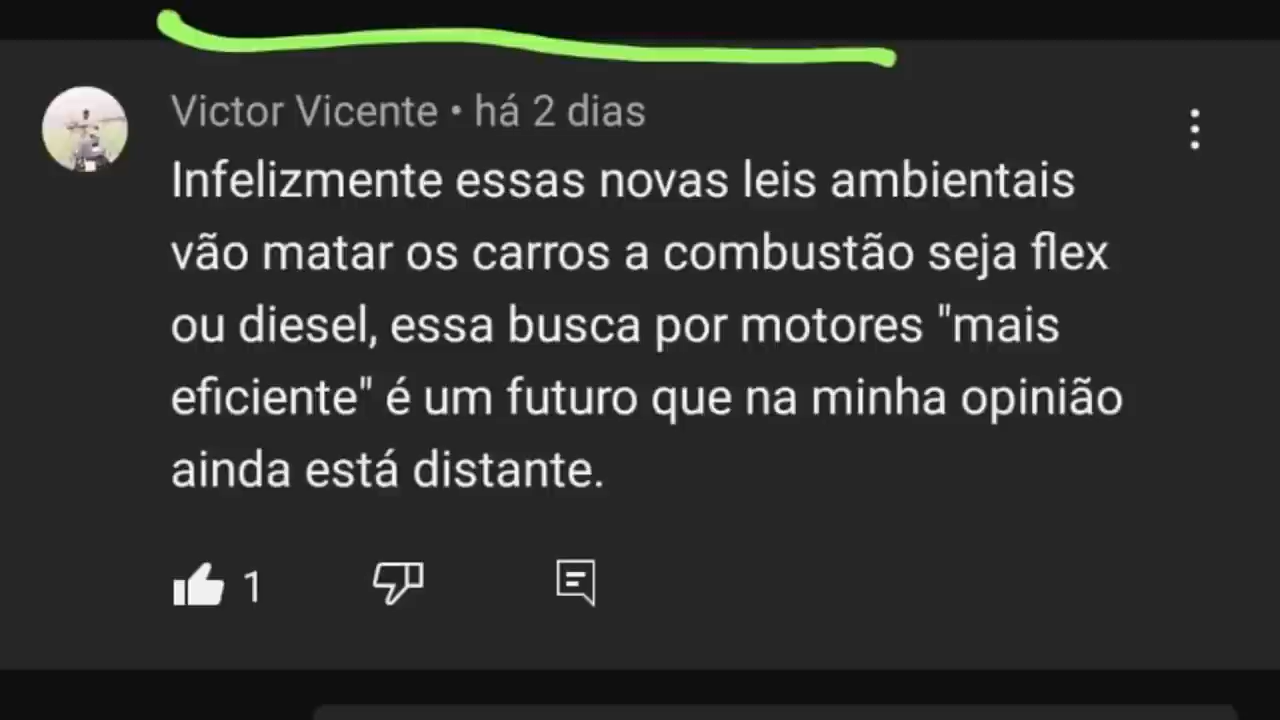 Victor Vicente • há 2 dias
Infelizmente essas novas leis ambientais
vão matar os carros a combustão seja flex
ou diesel, essa busca por motores "mais
eficiente" é um futuro que na minha opinião
ainda está distante.
1